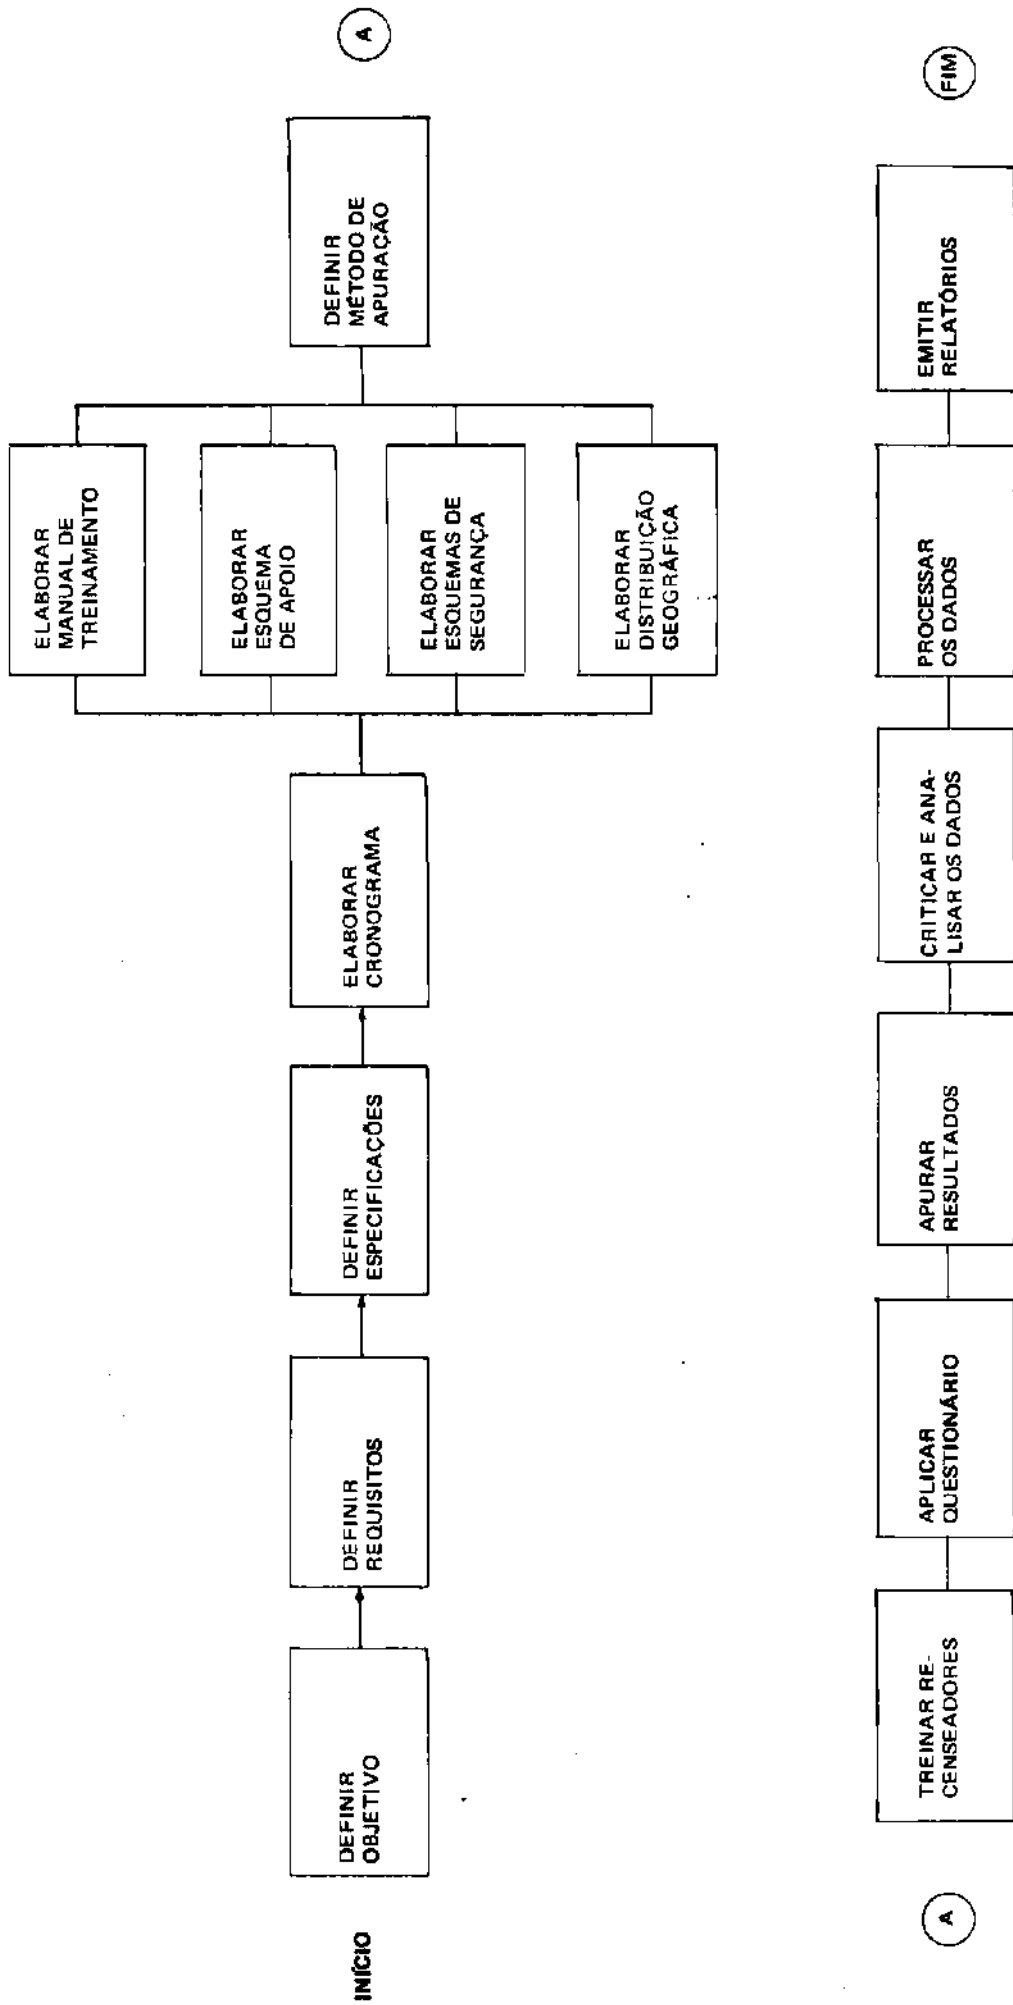 INÍCIO
DEFINIR
OBJETIVO
DEFINIR
REQUISITOS
DEFINIR
ESPECIFICAÇÕES
ELABORAR
CRONOGRAMA
ELABORAR
MANUAL DE
TREINAMENTO
ELABORAR
ESQUEMA
DE APOIO
ELABORAR
ESQUEMAS DE
SEGURANÇA
ELABORAR
DISTRIBUIÇÃO
GEOGRÁFICA
DEFINIR
MÉTODO DE
APURAÇÃO
A
A
TREINAR RE-
CENSEADORES
APLICAR
QUESTIONÁRIO
APURAR
RESULTADOS
CRITICAR E ANA-
LISAR OS DADOS
PROCESSAR
OS DADOS
EMITIR
RELATÓRIOS
FIM